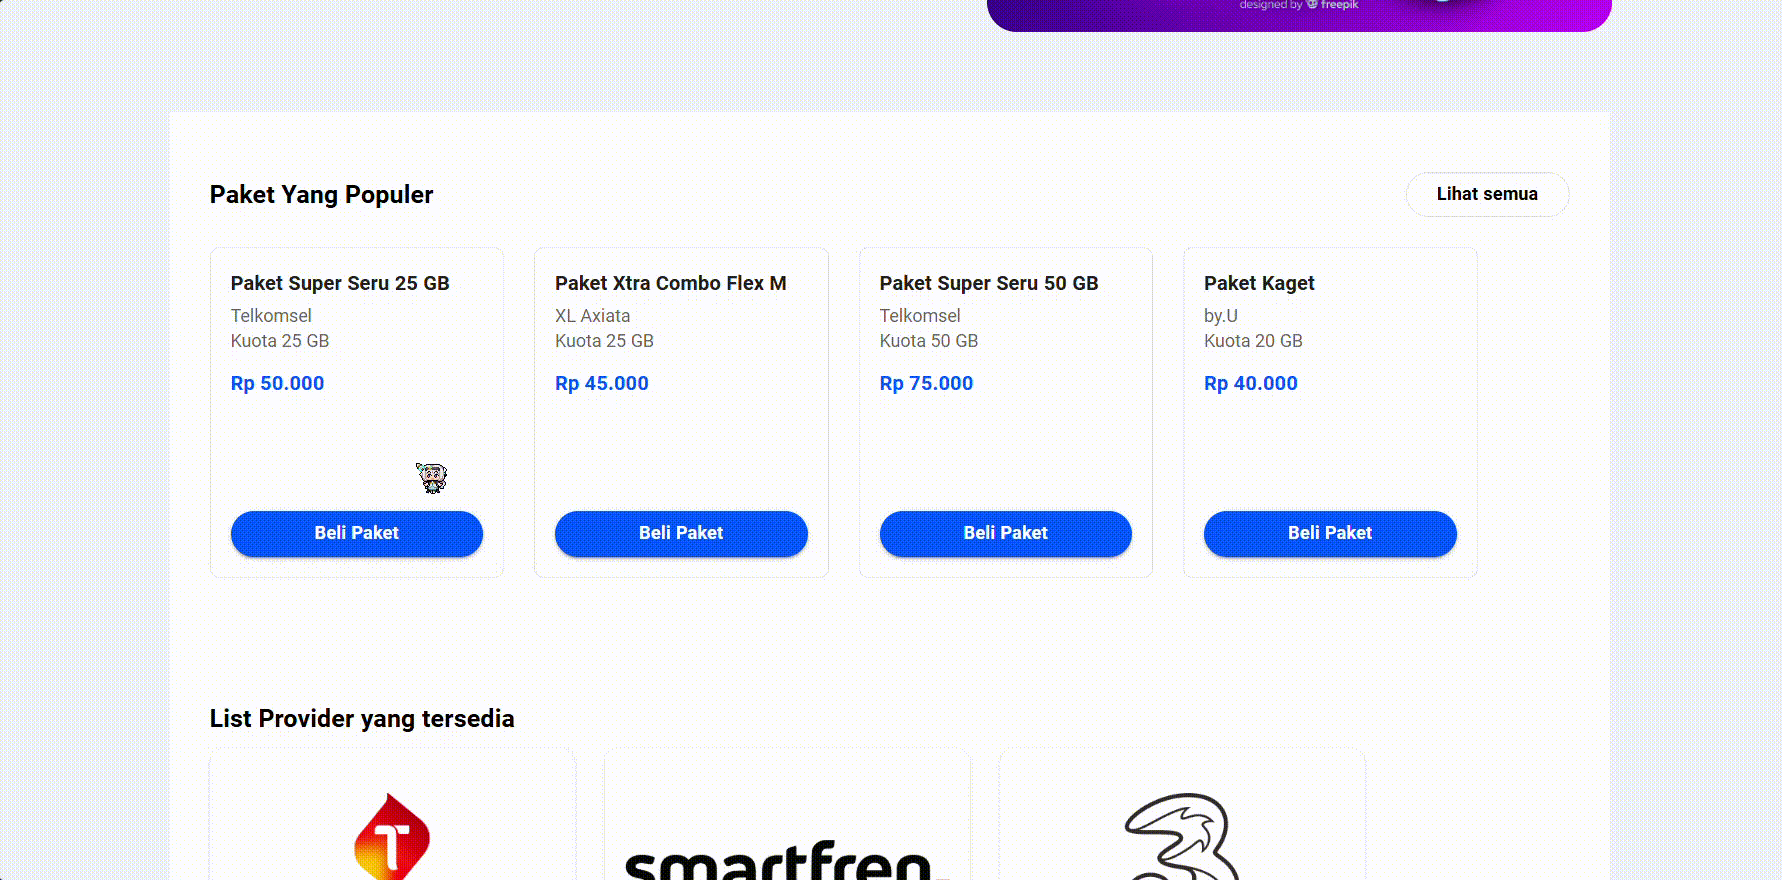 designed by freepik
Paket Yang Populer
Lihat semua
Paket Super Seru 25 GB
Telkomsel
Kuota 25 GB
Rp 50.000
Beli Paket
Paket Xtra Combo Flex M
XL Axiata
Kuota 25 GB
Rp 45.000
Beli Paket
Paket Super Seru 50 GB
Telkomsel
Kuota 50 GB
Rp 75.000
Beli Paket
Paket Kaget
by.U
Kuota 20 GB
Rp 40.000
Beli Paket
List Provider yang tersedia
T
smartfren
3